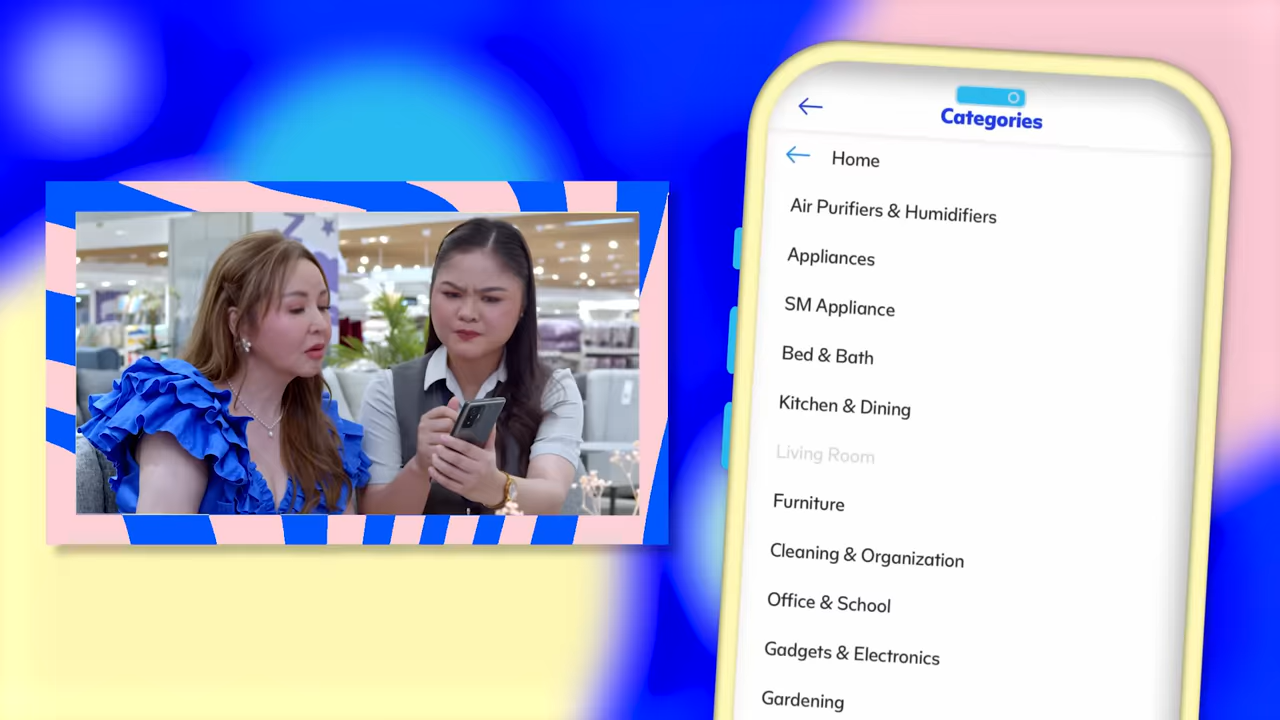 Categories
Home
Air Purifiers & Humidifiers
Appliances
SM Appliance
Bed & Bath
Kitchen & Dining
Living Room
Furniture
Cleaning & Organization
Office & School
Gadgets & Electronics
Gardening